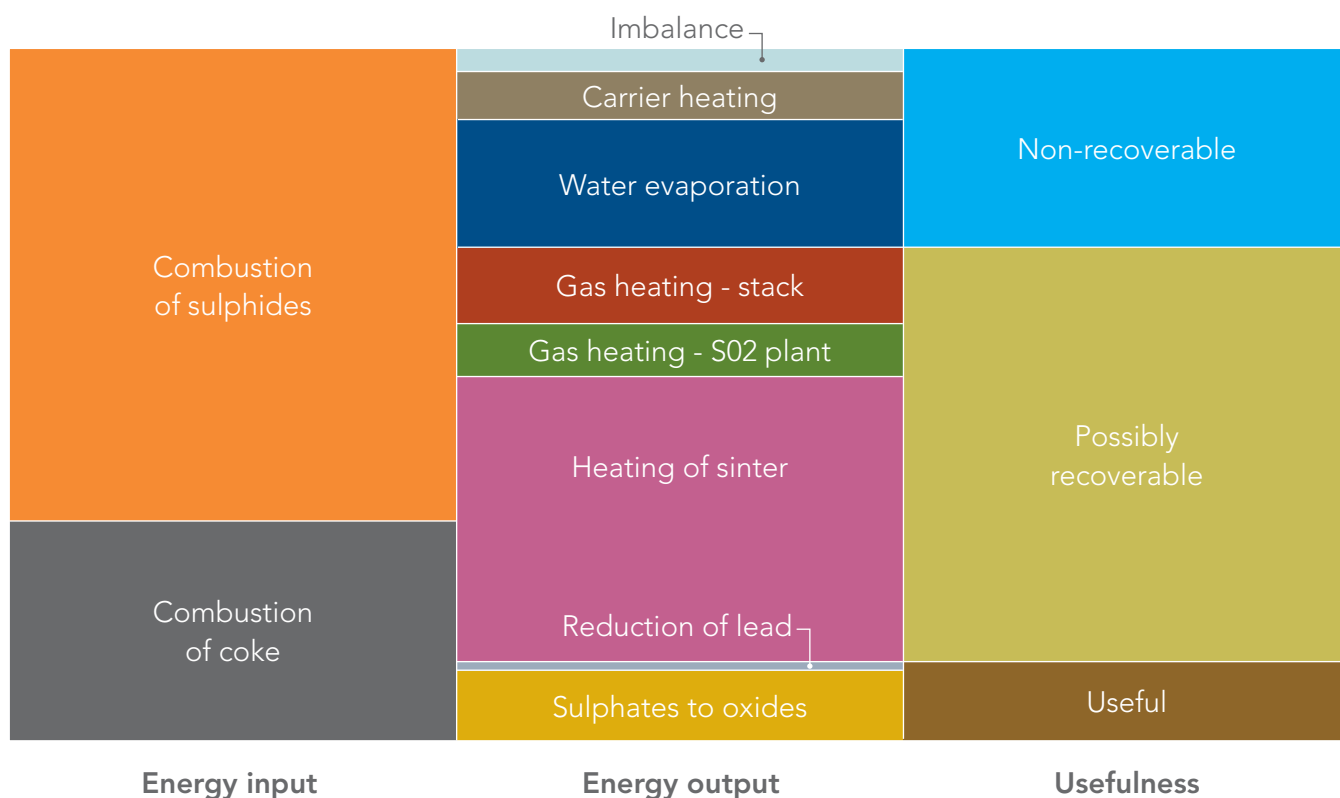 Imbalance
Combustion
of sulphides
Combustion
of coke
Energy input
Carrier heating
Water evaporation
Gas heating - stack
Gas heating - S02 plant
Heating of sinter
Reduction of lead
Sulphates to oxides
Energy output
Non-recoverable
Possibly
recoverable
Useful
Usefulness